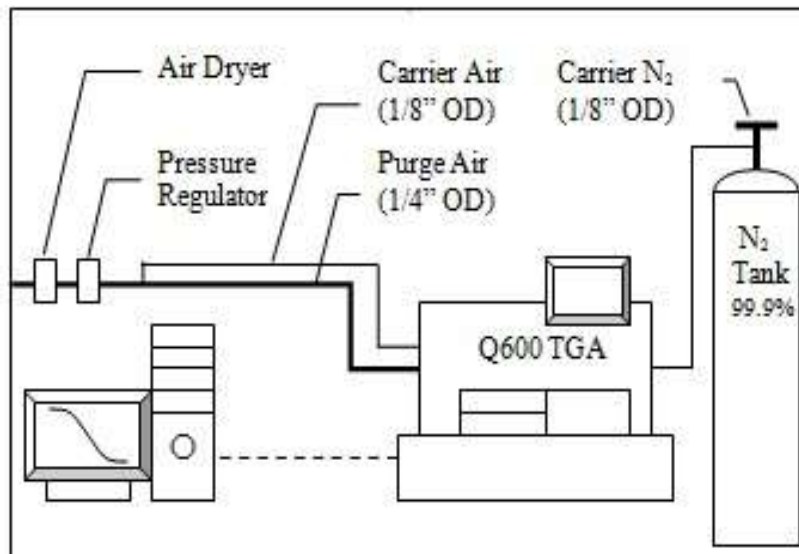 Air Dryer
Carrier Air
(1/8” OD)
Carrier N₂
(1/8” OD)
Pressure
Regulator
Purge Air
(1/4” OD)
N₂
Tank
99.9%
Q600 TGA